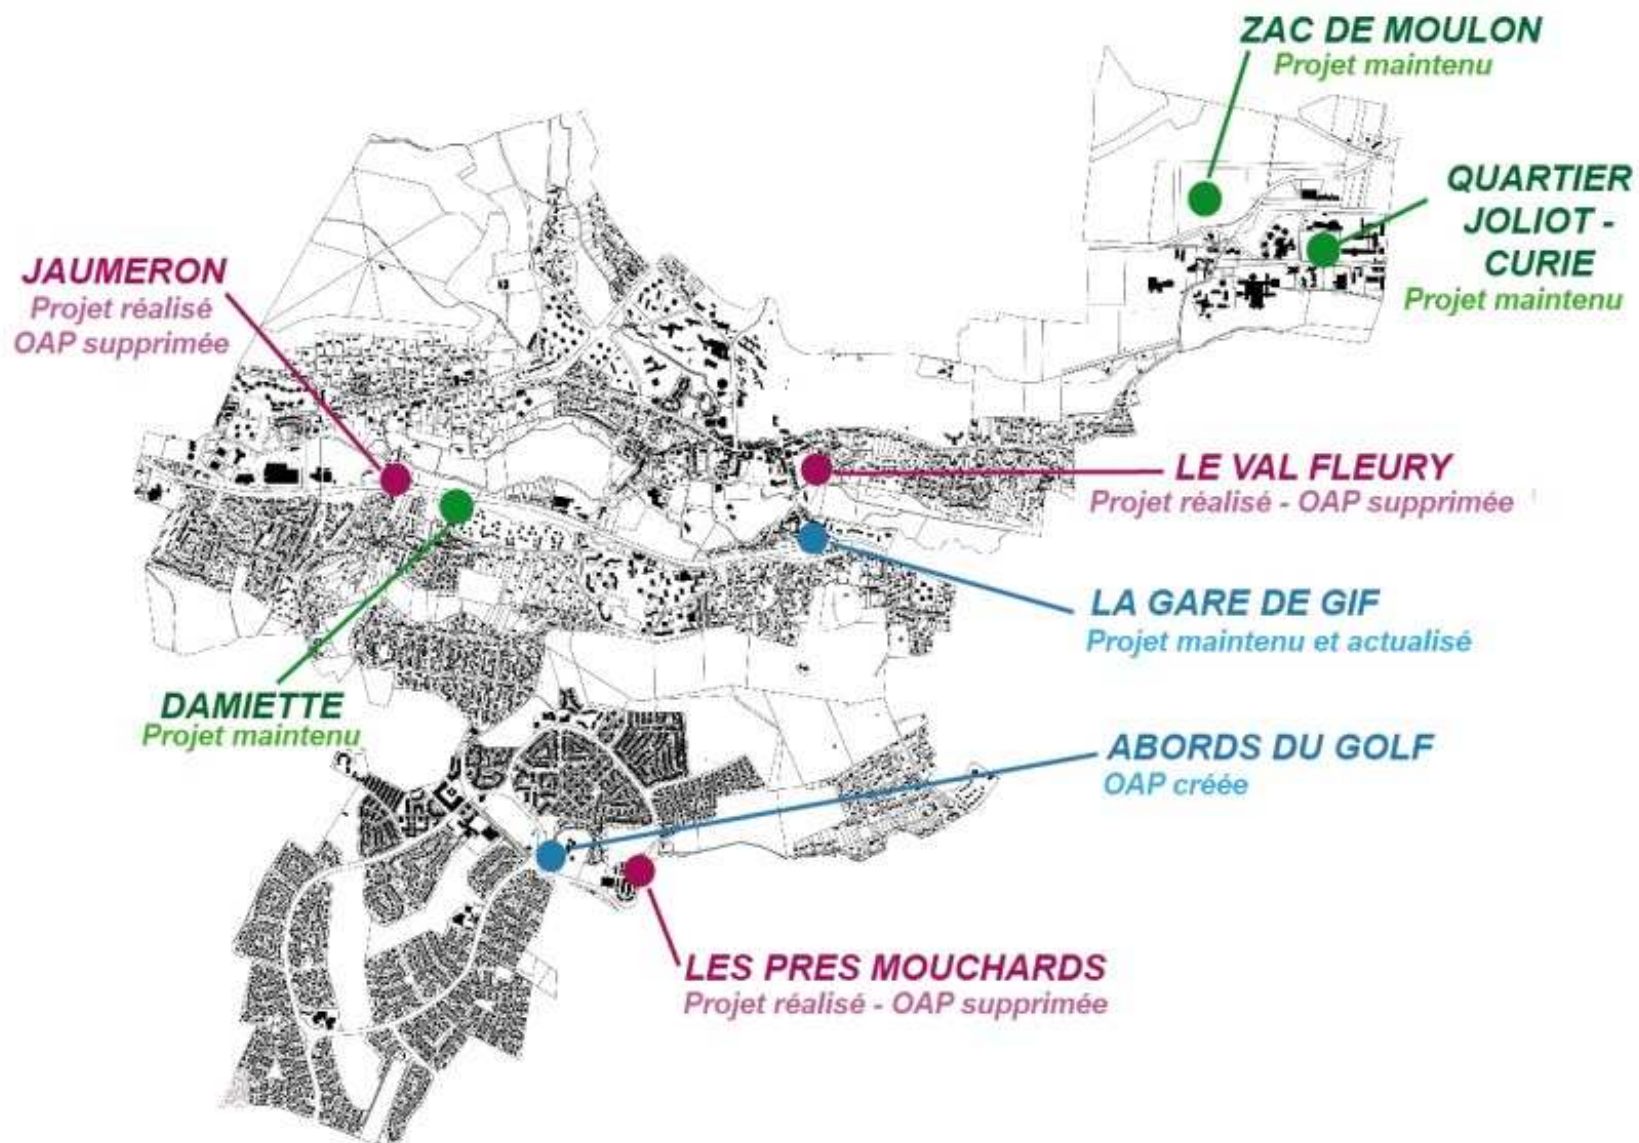 ZAC DE MOULON
Projet maintenu
QUARTIER
JOLIOT -
CURIE
Projet maintenu
JAUMERON
Projet réalisé
OAP supprimée
LE VAL FLEURY
Projet réalisé - OAP supprimée
LA GARE DE GIF
Projet maintenu et actualisé
DAMIETTE
Projet maintenu
ABORDS DU GOLF
OAP créée
LES PRES MOUCHARDS
Projet réalisé - OAP supprimée